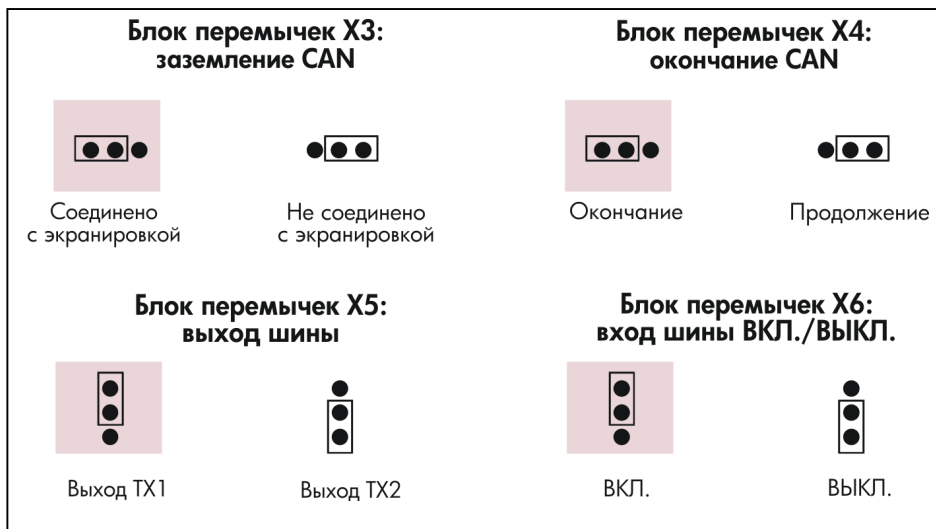 Блок перемычек X3:
заземление CAN
Соединено
с экранировкой
Не соединено
с экранировкой
Блок перемычек X4:
окончание CAN
Окончание
Продолжение
Блок перемычек X5:
выход шины
Выход TX1
Выход TX2
Блок перемычек X6:
вход шины ВКЛ./ВЫКЛ.
ВКЛ.
ВЫКЛ.